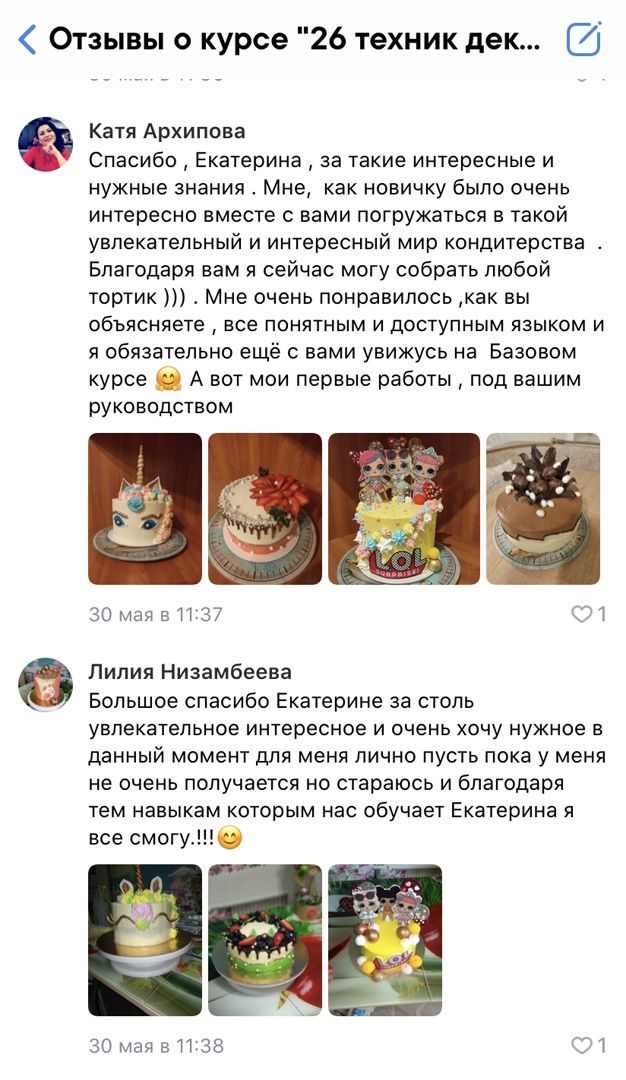 Отзывы о курсе "26 техник дек...
Катя Архипова
Спасибо , Екатерина , за такие интересные и
нужные знания . Мне, как новичку было очень
интересно вместе с вами погружаться в такой
увлекательный и интересный мир кондитерства .
Благодаря вам я сейчас могу собрать любой
тортик ))) . Мне очень понравилось ,как вы
объясняете , все понятным и доступным языком и
я обязательно ещё с вами увижусь на Базовом
курсе 🤗 А вот мои первые работы , под вашим
руководством
LOL
SURPRISE!
30 мая в 11:37
1
Лилия Низамбеева
Большое спасибо Екатерине за столь
увлекательное интересное и очень хочу нужное в
данный момент для меня лично пусть пока у меня
не очень получается но стараюсь и благодаря
тем навыкам которым нас обучает Екатерина я
все смогу.!!!😊
LOL
30 мая в 11:38
1